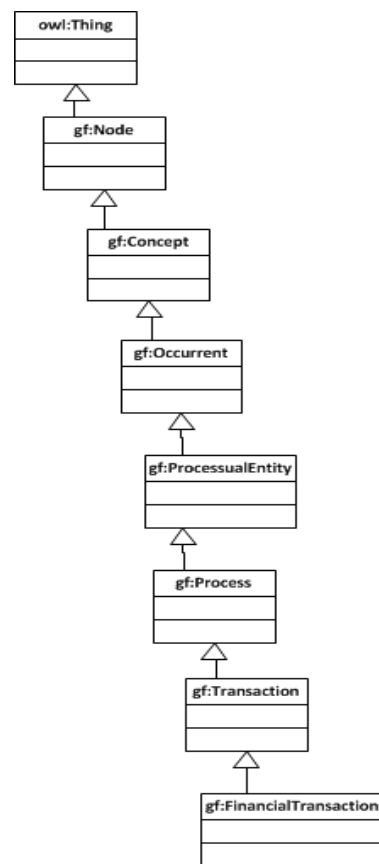 owl:Thing
gf:Node
gf:Concept
gf:Occurrent
gf:ProcessualEntity
gf:Process
gf:Transaction
gf:FinancialTransaction